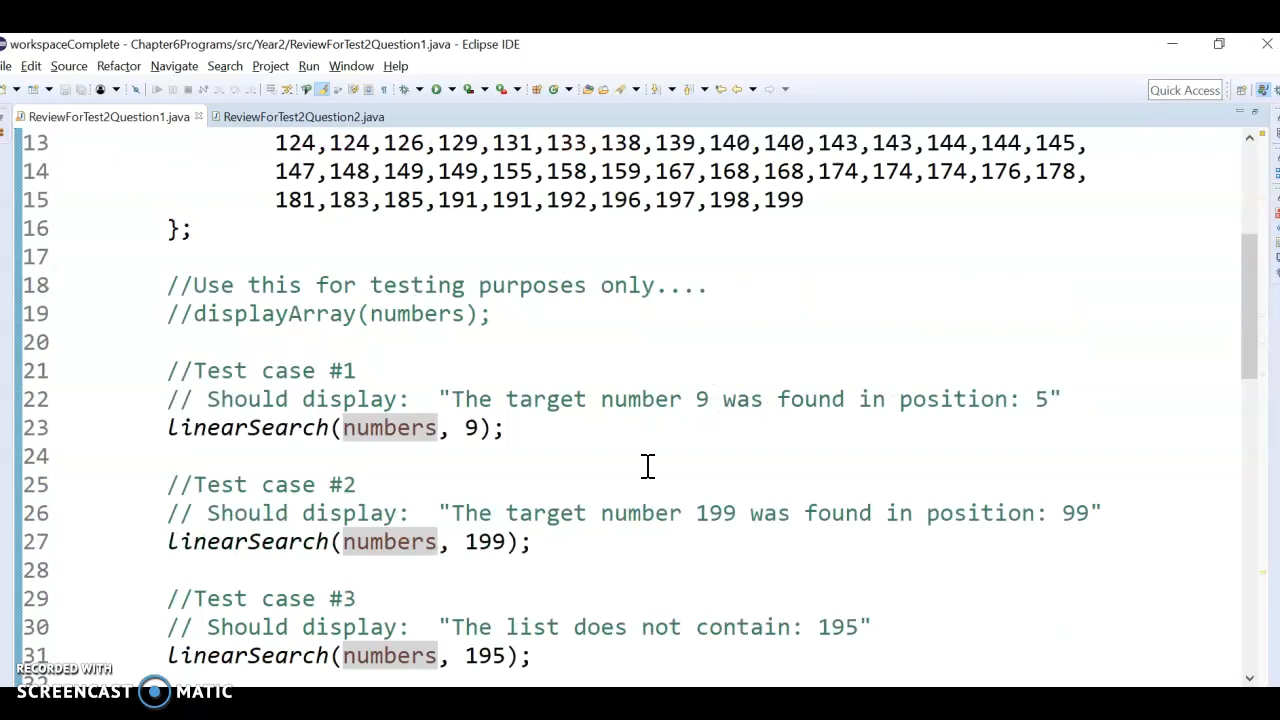 workspaceComplete - Chapter6Programs/src/Year2/ReviewForTest2Question1.java - Eclipse IDE
ile Edit Source Refactor Navigate Search Project Run Window Help
Quick Access
ReviewForTest2Question1.java ReviewForTest2Question2.java
13 124,124,126,129,131,133,138,139,140,140,143,143,144,144,145,
14 147,148,149,149,155,158,159,167,168,168,174,174,174,176,178,
15 181,183,185,191,191,192,196,197,198,199
16 };
17
18 //Use this for testing purposes only....
19 //displayArray(numbers);
20
21 //Test case #1
22 // Should display: "The target number 9 was found in position: 5"
23 linearSearch(numbers, 9);
24
25 //Test case #2
26 // Should display: "The target number 199 was found in position: 99"
27 linearSearch(numbers, 199);
28
29 //Test case #3
30 // Should display: "The list does not contain: 195"
31 linearSearch(numbers, 195);
RECORDED WITH
SCREENCAST MATIC